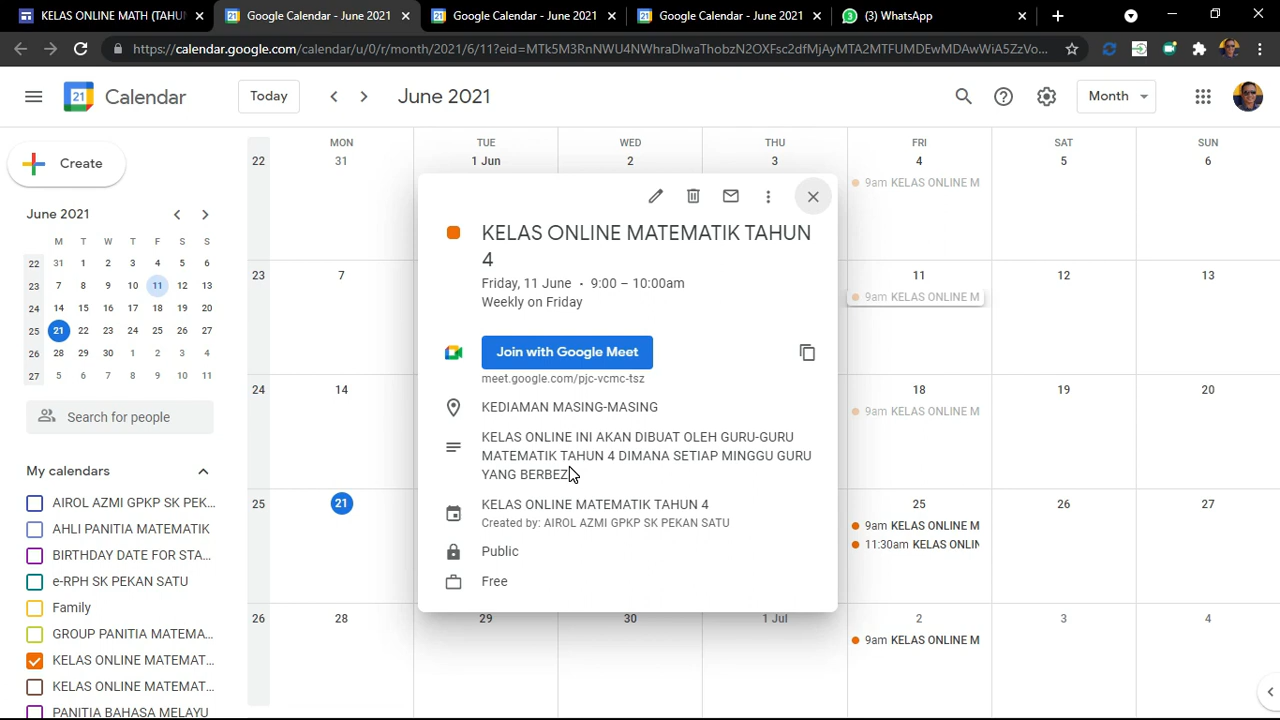 KELAS ONLINE MATH (TAHUN
Google Calendar - June 2021
Google Calendar - June 2021
Google Calendar - June 2021
(3) WhatsApp
https://calendar.google.com/calendar/u/0/r/month/2021/6/11?eid=MTk5M3RnNWU4NWhraDlwaThobzN2OXFsc2dfMjAyMTA2MTFUMDEwMDAwWiA5ZzVo...
21
Calendar
Today
June 2021
Month
Create
June 2021
M T W T F S S
22 31 1 2 3 4 5 6
23 7 8 9 10 11 12 13
24 14 15 16 17 18 19 20
25 21 22 23 24 25 26 27
26 28 29 30 1 2 3 4
27 5 6 7 8 9 10 11
Search for people
My calendars
AIROL AZMI GPKP SK PEK...
AHLI PANITIA MATEMATIK
BIRTHDAY DATE FOR STA...
e-RPH SK PEKAN SATU
Family
GROUP PANITIA MATEMA...
KELAS ONLINE MATEMAT...
KELAS ONLINE MATEMAT...
PANITIA BAHASA MELAYU
MON TUE WED THU FRI SAT SUN
22 31 1 Jun 2 3 4 5 6
9am KELAS ONLINE M
23 7 11 12 13
9am KELAS ONLINE M
24 14 18 19 20
9am KELAS ONLINE M
25 21 25 26 27
9am KELAS ONLINE M
11:30am KELAS ONLIN
26 28 29 30 1 Jul 2 3 4
9am KELAS ONLINE M
KELAS ONLINE MATEMATIK TAHUN
4
Friday, 11 June • 9:00 – 10:00am
Weekly on Friday
Join with Google Meet
meet.google.com/pjc-vcmc-tsz
KEDIAMAN MASING-MASING
KELAS ONLINE INI AKAN DIBUAT OLEH GURU-GURU
MATEMATIK TAHUN 4 DIMANA SETIAP MINGGU GURU
YANG BERBEZA
KELAS ONLINE MATEMATIK TAHUN 4
Created by: AIROL AZMI GPKP SK PEKAN SATU
Public
Free